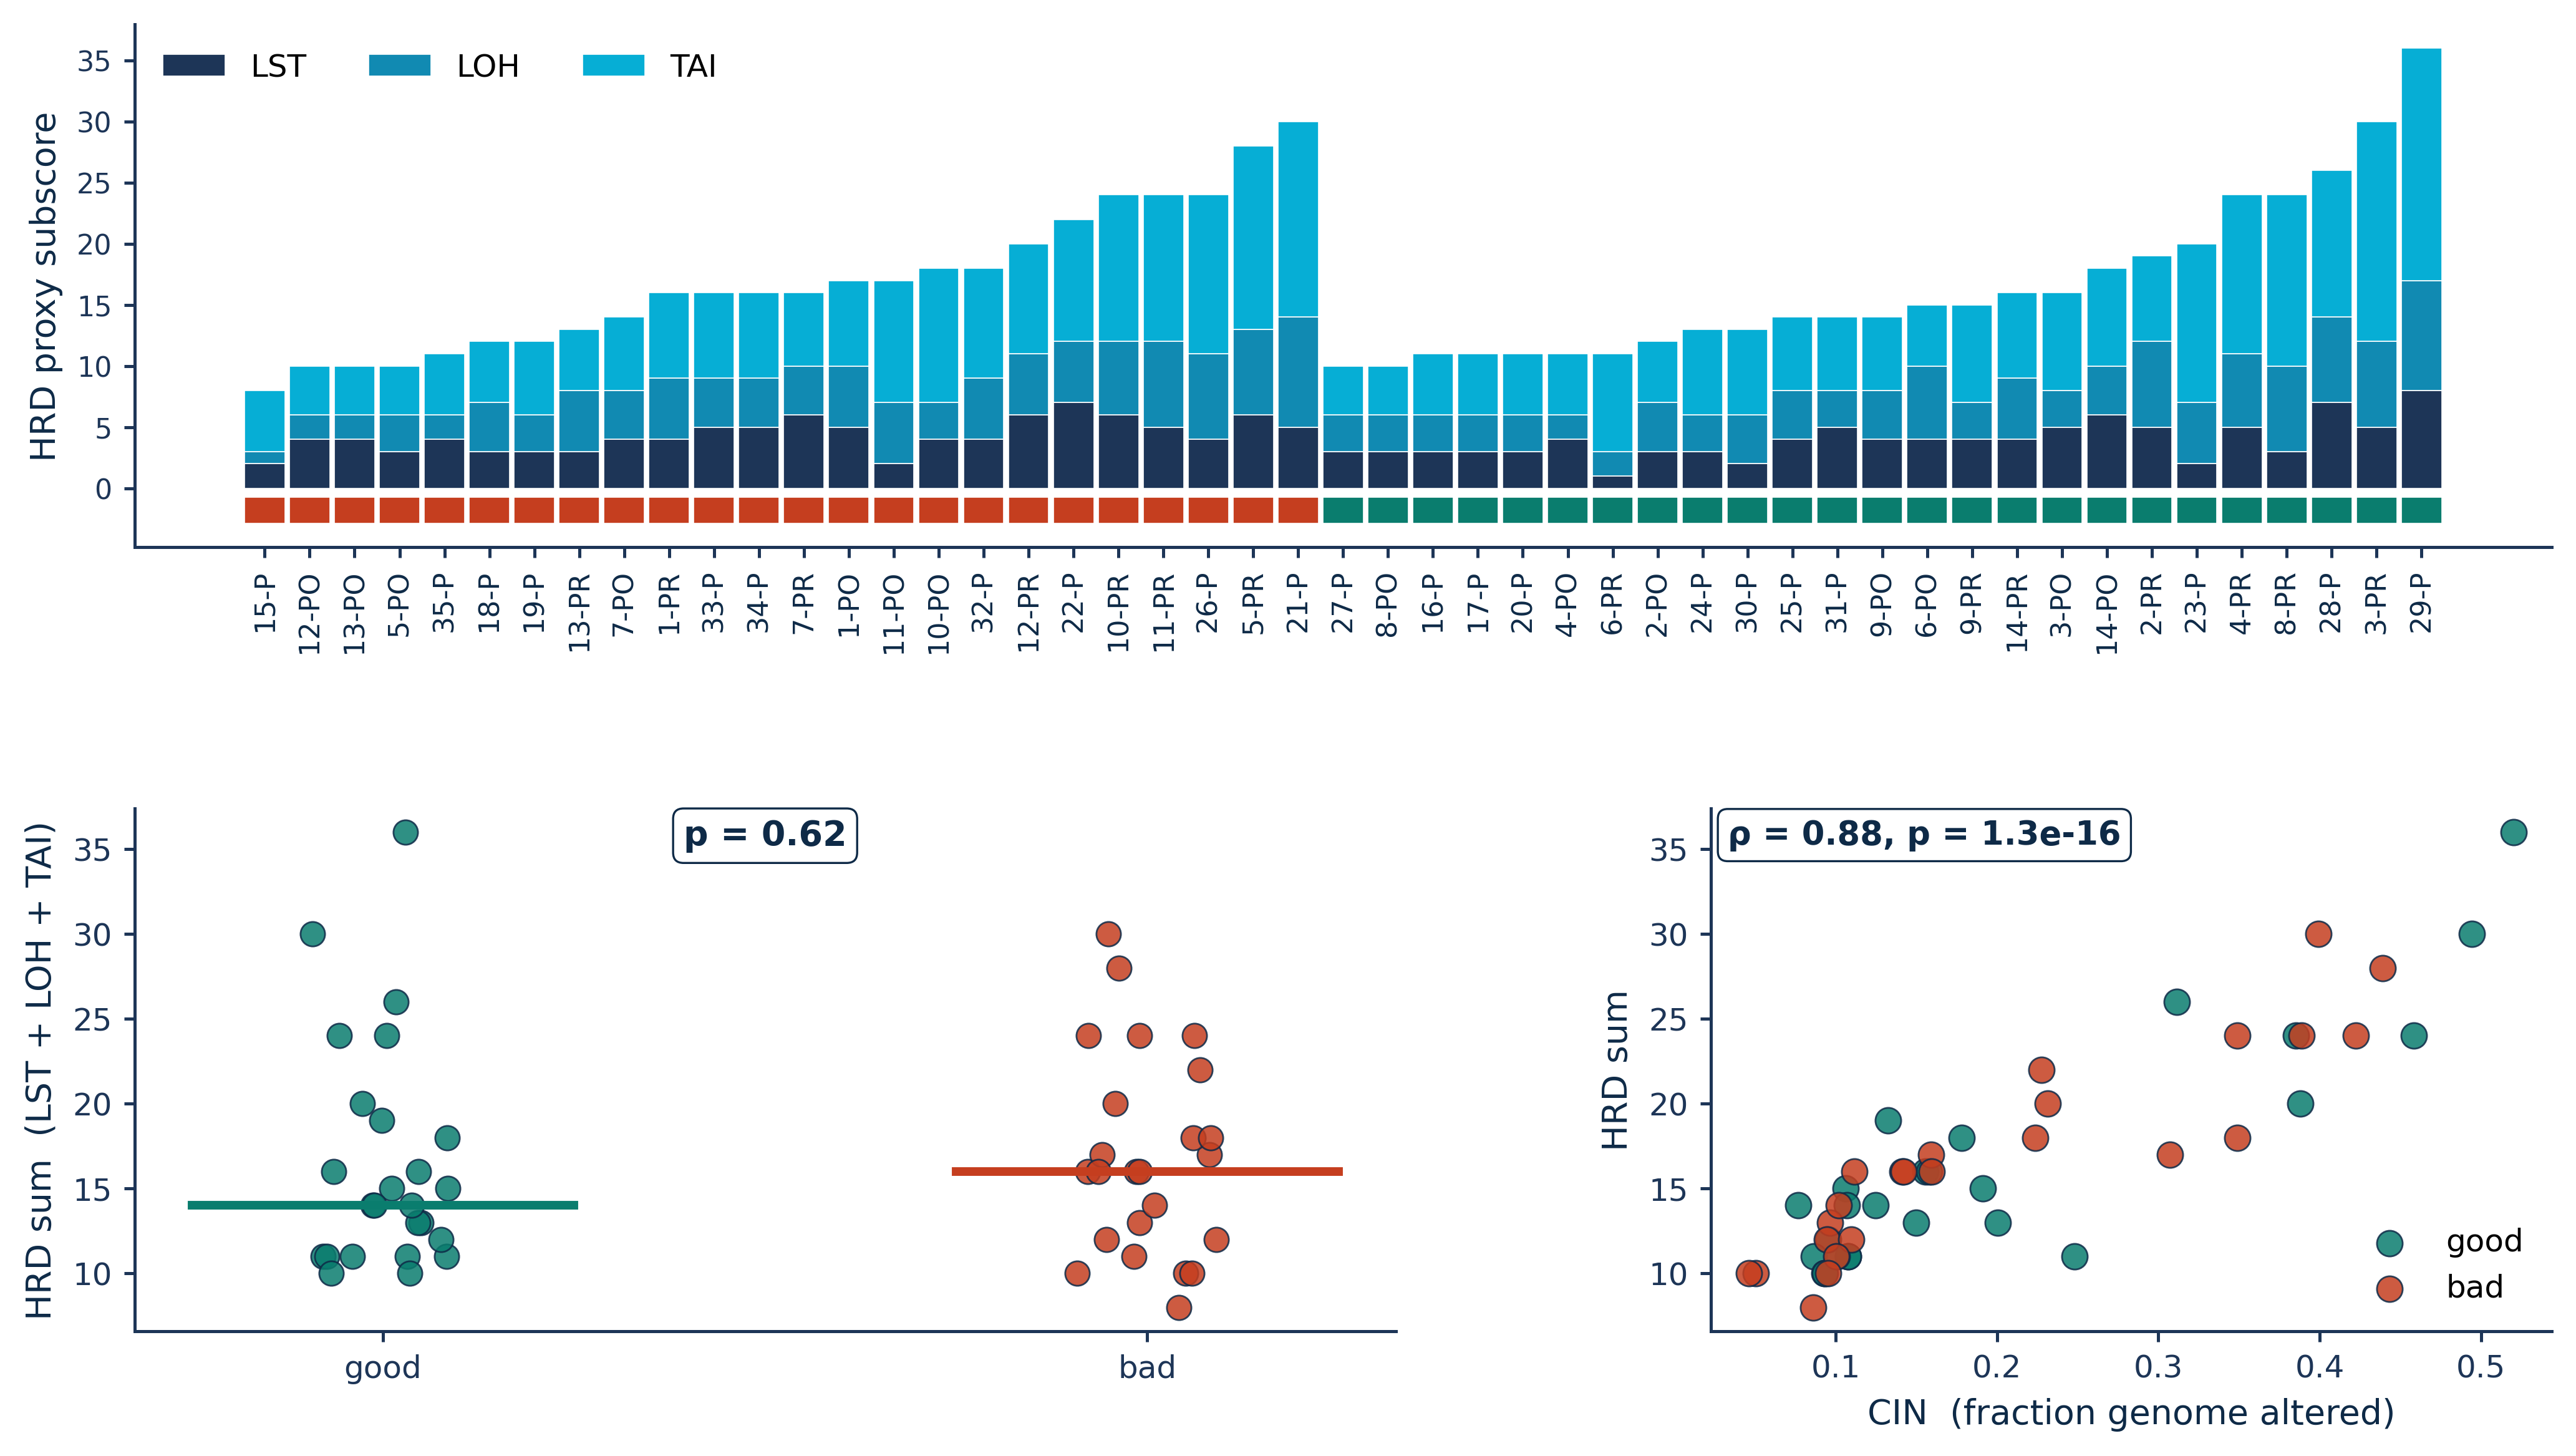 LST LOH TAI
HRD proxy subscore
35
30
25
20
15
10
5
0
15-P 12-PO 13-PO 5-PO 35-P 18-P 19-P 13-PR 7-PO 1-PR 33-P 34-P 7-PR 1-PO 11-PO 10-PO 32-P 12-PR 22-P 10-PR 11-PR 26-P 5-PR 21-P 27-P 8-PO 16-P 17-P 20-P 4-PO 6-PR 2-PO 24-P 30-P 25-P 31-P 9-PO 6-PO 9-PR 14-PR 3-PO 14-PO 2-PR 23-P 4-PR 8-PR 28-P 3-PR 29-P
HRD sum (LST + LOH + TAI)
35
30
25
20
15
10
p = 0.62
good bad
HRD sum
35
30
25
20
15
10
ρ = 0.88, p = 1.3e-16
good
bad
0.1 0.2 0.3 0.4 0.5
CIN (fraction genome altered)